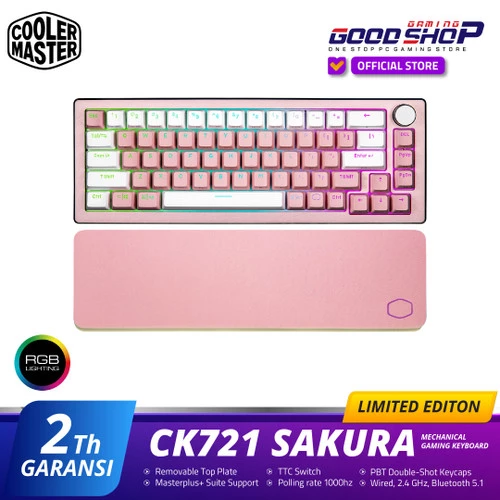 COOLER
MASTER
GAMING
GOOD SHOP
ONE STOP PC GAMING STORE
OFFICIAL STORE
RGB
LIGHTING
LIMITED EDITON
2Th
GARANSI
CK721 SAKURA
MECHANICAL
GAMING KEYBOARD
• Removable Top Plate
• TTC Switch
• PBT Double-Shot Keycaps
• Masterplus+ Suite Support
• Polling rate 1000hz
• Wired, 2.4 GHz, Bluetooth 5.1